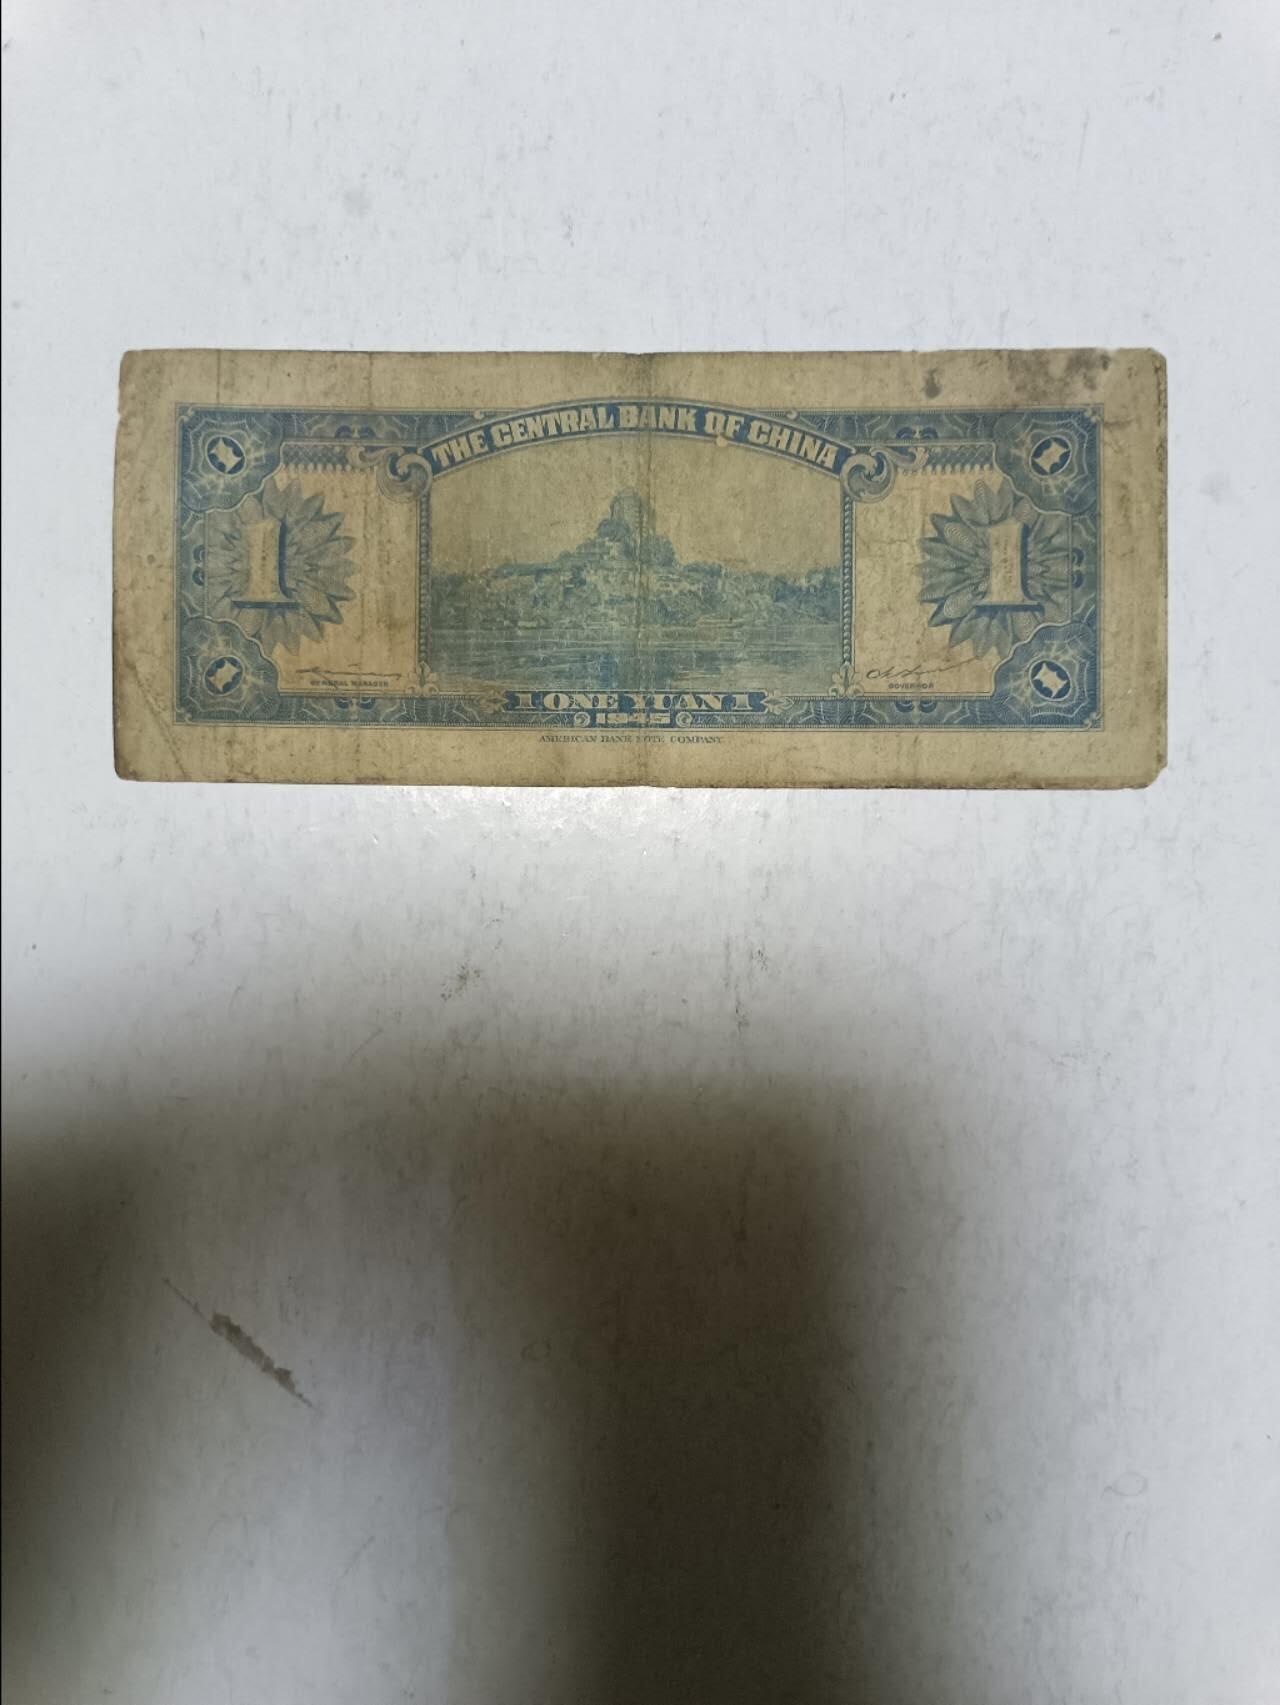 THE CENTRAL BANK OF CHINA
1 1
GENERAL MANAGER
GOVERNOR
1 ONE YUAN 1
1945
AMERICAN BANK NOTE COMPANY.